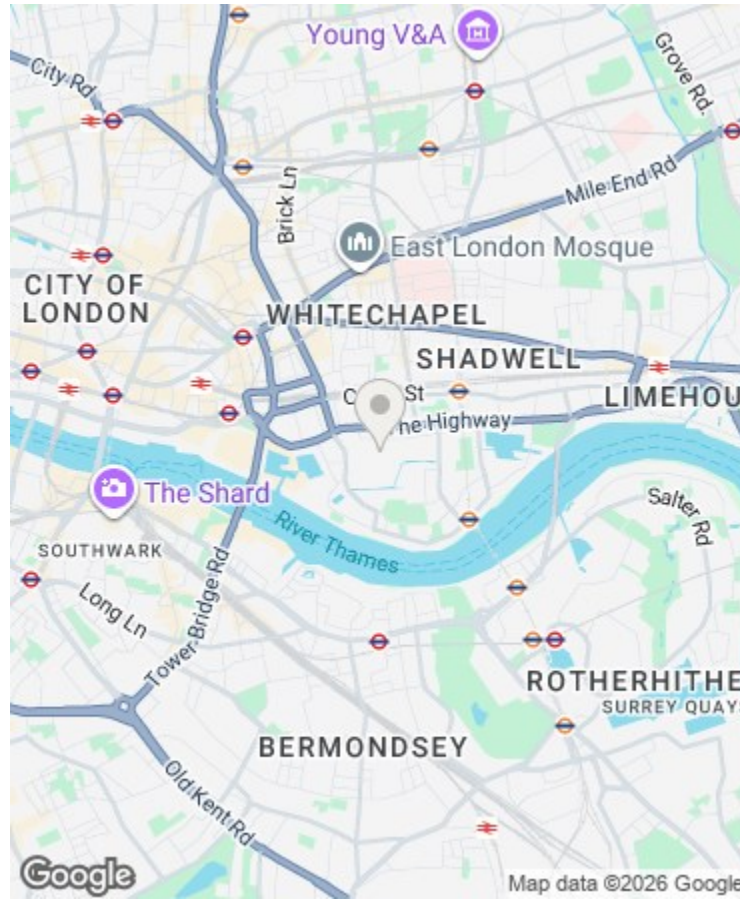 Young V&A
City Rd
Grove Rd.
Brick Ln
Mile End Rd
East London Mosque
CITY OF
LONDON
WHITECHAPEL
SHADWELL
St
LIMEHOU
The Highway
The Shard
River Thames
Salter Rd
SOUTHWARK
Long Ln
Tower Bridge Rd
ROTHERHITHE
SURREY QUAY
BERMONDSEY
Old Kent Rd
Google
Map data ©2026 Google